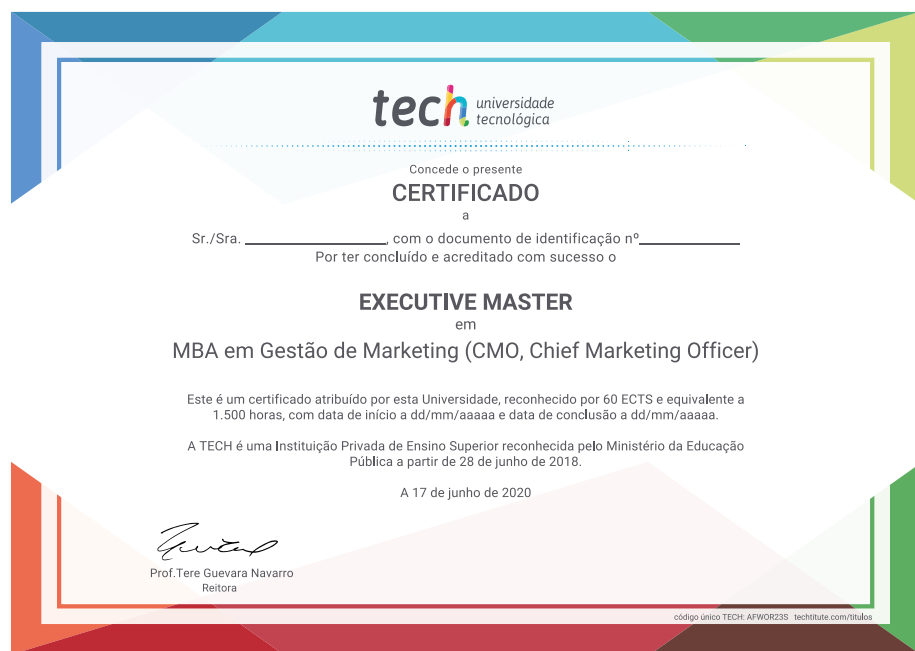 tech universidade
tecnológica
Concede o presente
CERTIFICADO
a
Sr./Sra. ________________, com o documento de identificação nº____________
Por ter concluído e acreditado com sucesso o
EXECUTIVE MASTER
em
MBA em Gestão de Marketing (CMO, Chief Marketing Officer)
Este é um certificado atribuído por esta Universidade, reconhecido por 60 ECTS e equivalente a
1.500 horas, com data de início a dd/mm/aaaaa e data de conclusão a dd/mm/aaaaa.
A TECH é uma Instituição Privada de Ensino Superior reconhecida pelo Ministério da Educação
Pública a partir de 28 de junho de 2018.
A 17 de junho de 2020
Prof.Tere Guevara Navarro
Reitora
código único TECH: AFWOR23S techtitute.com/títulos